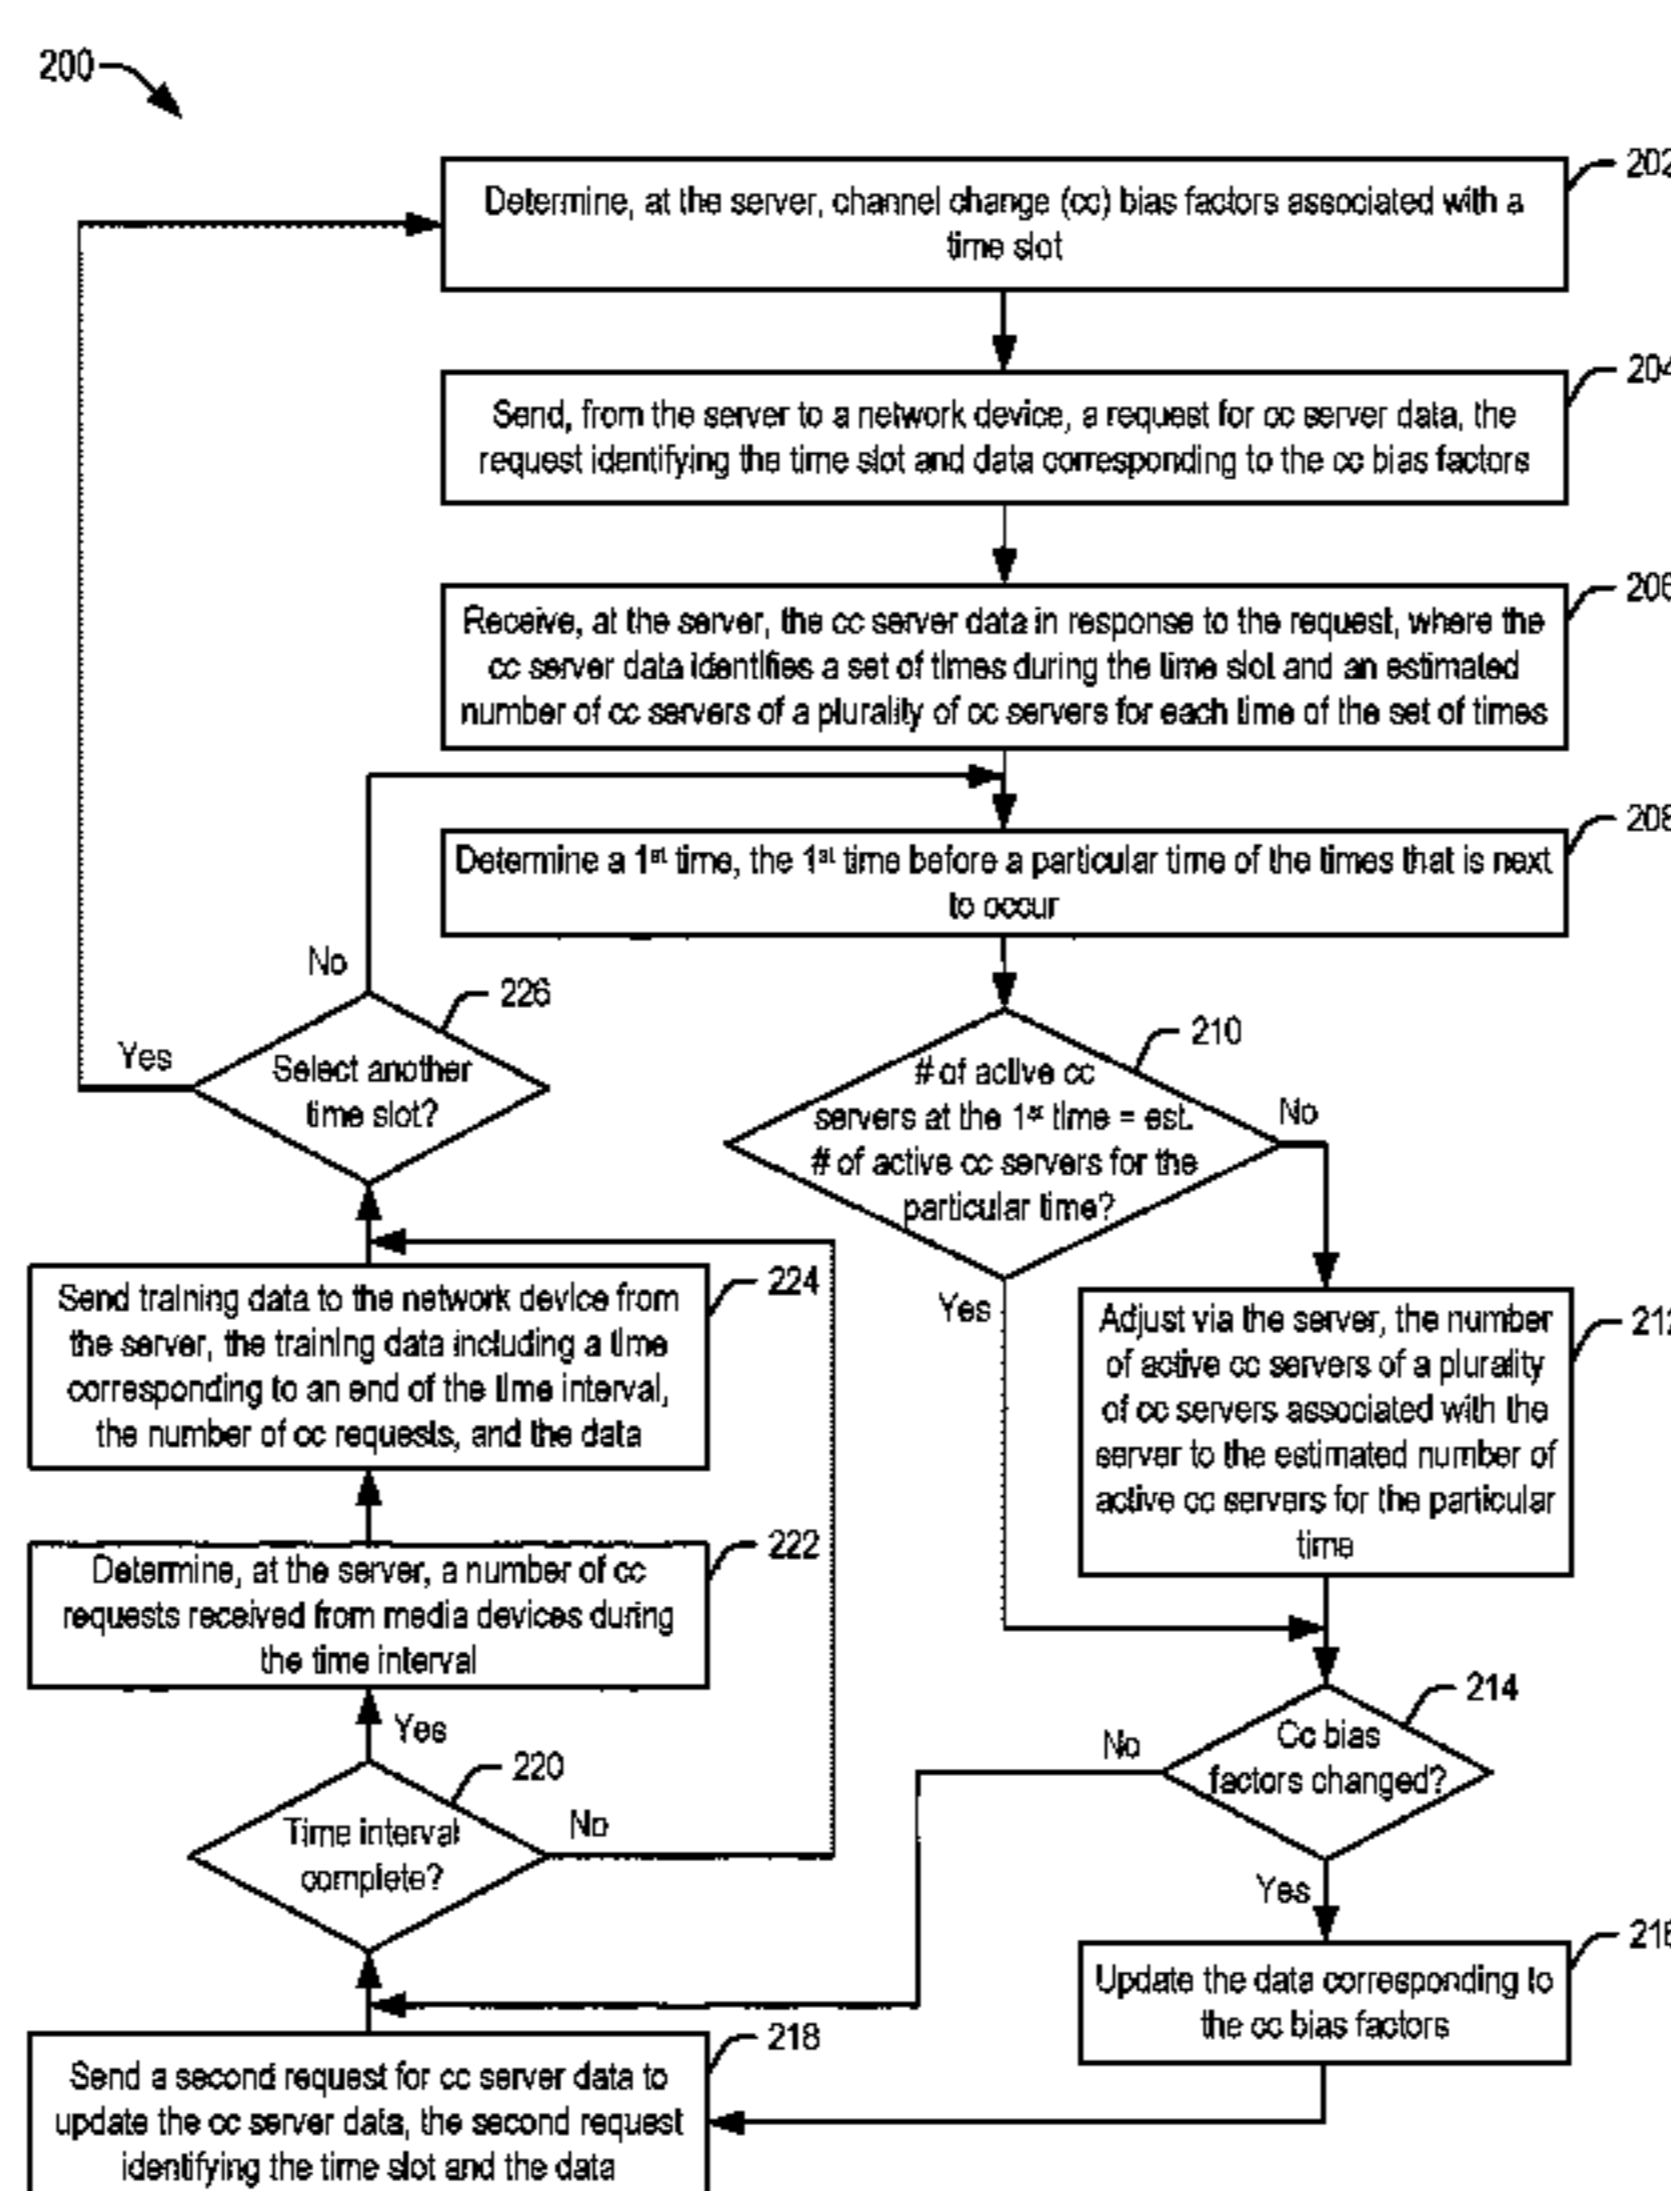 200
202
Determine, at the server, channel change (cc) bias factors associated with a
time slot
204
Send, from the server to a network device, a request for cc server data, the
request identifying the time slot and data corresponding to the cc bias factors
206
Receive, at the server, the cc server data in response to the request, where the
cc server data identifies a set of times during the time slot and an estimated
number of cc servers of a plurality of cc servers for each time of the set of times
208
Determine a 1st time, the 1st time before a particular time of the times that is next
to occur
No
226
Yes
Select another
time slot?
210
# of active cc
servers at the 1st time = est.
# of active cc servers for the
particular time?
No
Yes
212
Adjust via the server, the number
of active cc servers of a plurality
of cc servers associated with the
server to the estimated number of
active cc servers for the particular
time
224
Send training data to the network device from
the server, the training data including a time
corresponding to an end of the time interval,
the number of cc requests, and the data
222
Determine, at the server, a number of cc
requests received from media devices during
the time interval
Yes
220
Time interval
complete?
No
214
Cc bias
factors changed?
No
Yes
216
Update the data corresponding to
the cc bias factors
218
Send a second request for cc server data to
update the cc server data, the second request
identifying the time slot and the data